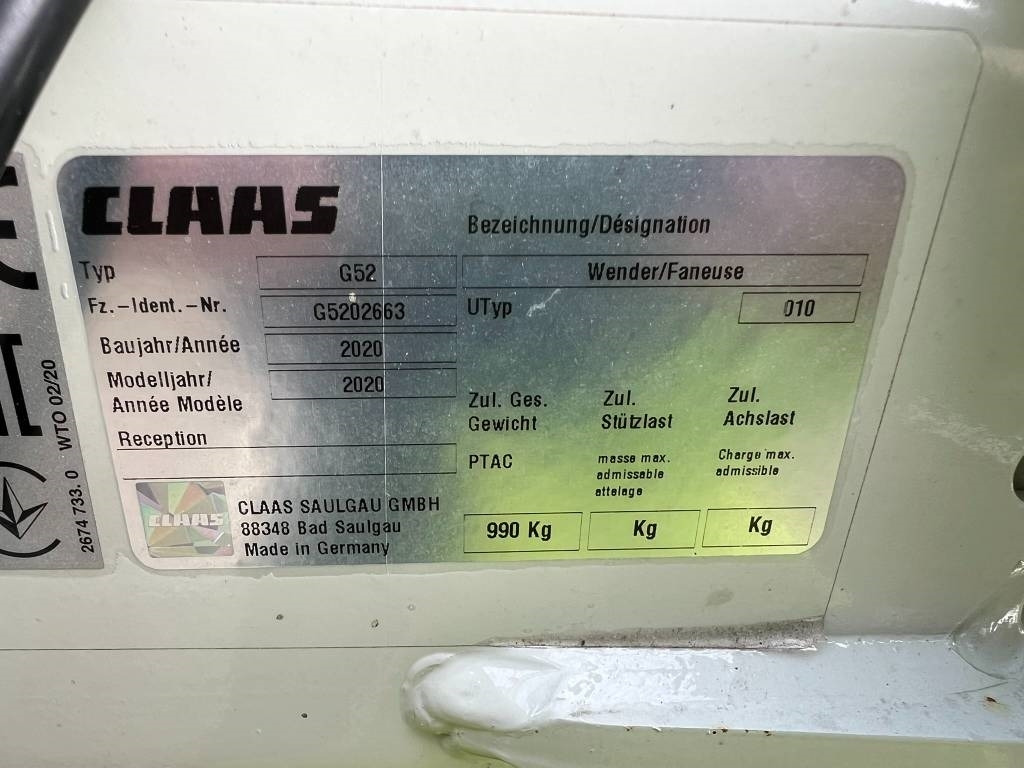 CLAAS
Bezeichnung/Désignation
Typ G52 Wender/Faneuse
Fz.-Ident.-Nr. G5202663 UTyp 010
Baujahr/Année 2020
Modelljahr/
Année Modèle 2020
Reception
Zul. Ges.
Gewicht
PTAC
990 Kg
Zul.
Stützlast
masse max.
admissable
attelage
Kg
Zul.
Achslast
Charge max.
admissible
Kg
CLAAS
CLAAS SAULGAU GMBH
88348 Bad Saulgau
Made in Germany
WTO 02/20
2674 733. 0